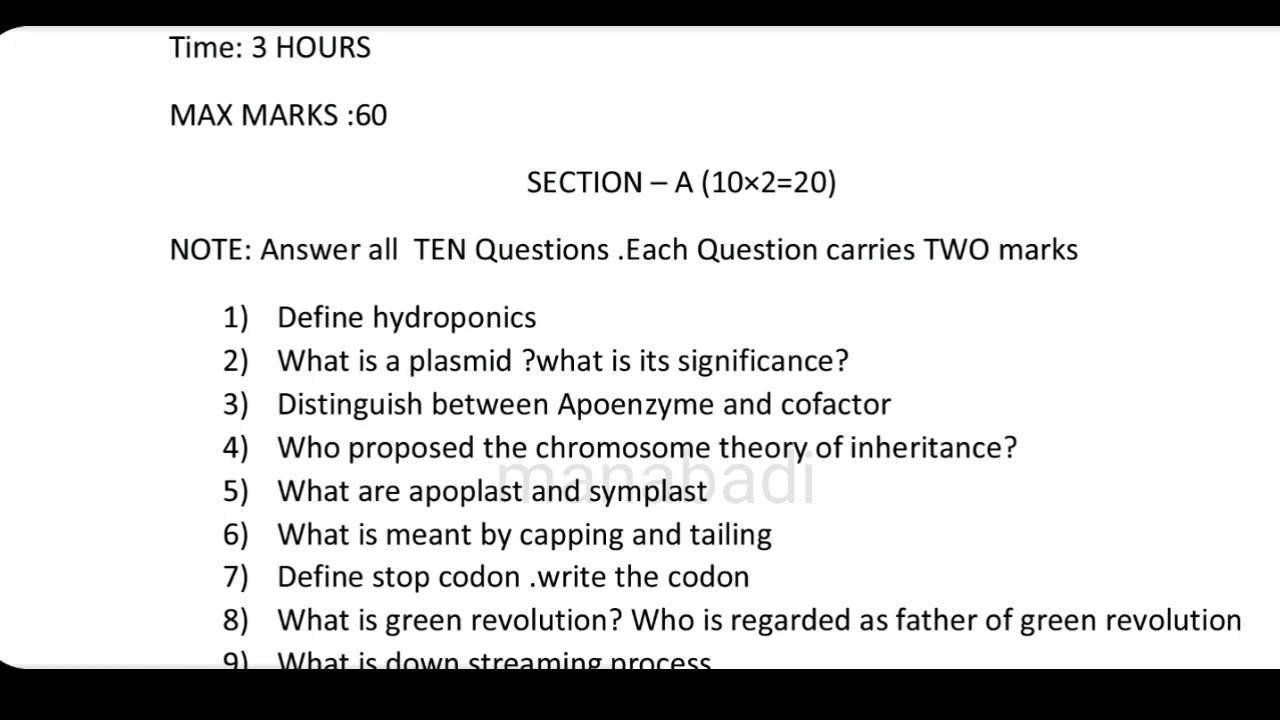 Time: 3 HOURS
MAX MARKS :60
SECTION – A (10×2=20)
NOTE: Answer all  TEN Questions .Each Question carries TWO marks
1) Define hydroponics
2) What is a plasmid ?what is its significance?
3) Distinguish between Apoenzyme and cofactor
4) Who proposed the chromosome theory of inheritance?
manabadi
5) What are apoplast and symplast
6) What is meant by capping and tailing
7) Define stop codon .write the codon
8) What is green revolution? Who is regarded as father of green revolution
9) What is down streaming process